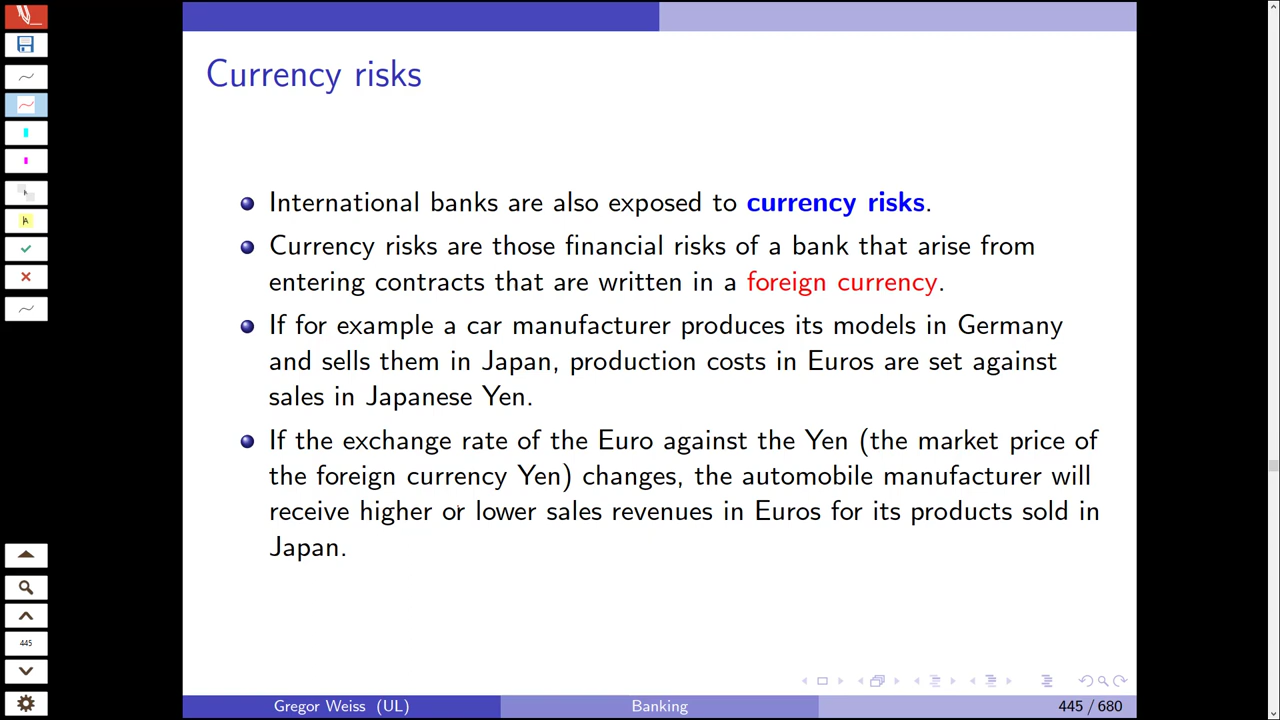 Currency risks
International banks are also exposed to currency risks.
Currency risks are those financial risks of a bank that arise from
entering contracts that are written in a foreign currency.
If for example a car manufacturer produces its models in Germany
and sells them in Japan, production costs in Euros are set against
sales in Japanese Yen.
If the exchange rate of the Euro against the Yen (the market price of
the foreign currency Yen) changes, the automobile manufacturer will
receive higher or lower sales revenues in Euros for its products sold in
Japan.
445
Gregor Weiss (UL) Banking 445 / 680